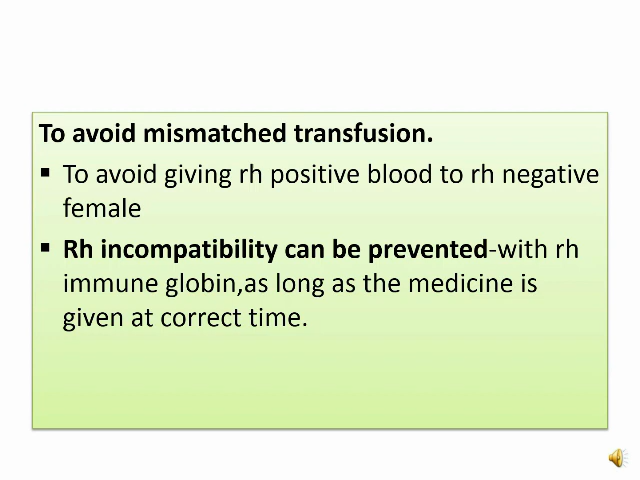 To avoid mismatched transfusion.
▪ To avoid giving rh positive blood to rh negative
female
▪ Rh incompatibility can be prevented-with rh
immune globin,as long as the medicine is
given at correct time.